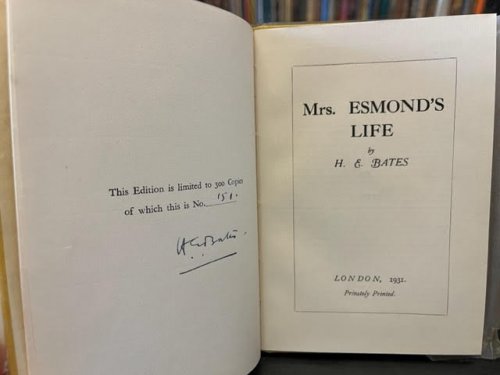 This Edition is limited to 300 Copies
of which this is No. 151.
H. E. Bates.
Mrs. ESMOND'S
LIFE
by
H. E. BATES
LONDON, 1931.
Privately Printed.